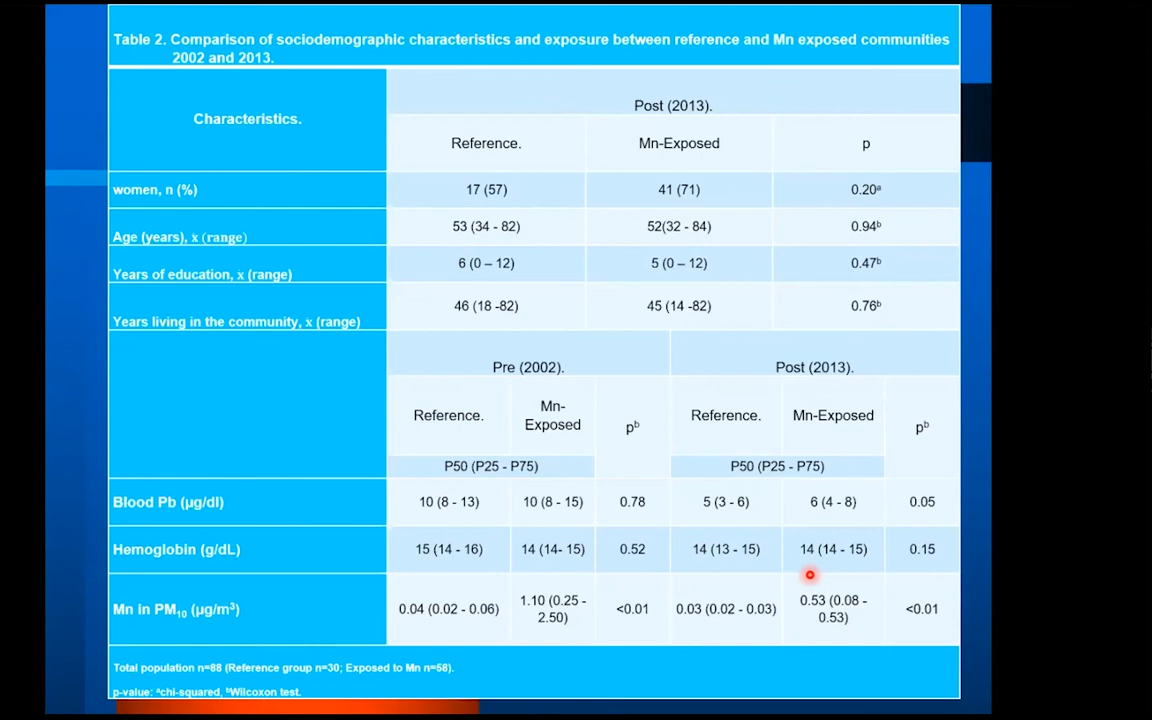 Table 2. Comparison of sociodemographic characteristics and exposure between reference and Mn exposed communities
2002 and 2013.
Characteristics.
Post (2013).
Reference. Mn-Exposed p
women, n (%) 17 (57) 41 (71) 0.20ᵃ
Age (years), x (range) 53 (34 - 82) 52(32 - 84) 0.94ᵇ
Years of education, x (range) 6 (0 – 12) 5 (0 – 12) 0.47ᵇ
Years living in the community, x (range) 46 (18 -82) 45 (14 -82) 0.76ᵇ
Pre (2002). Post (2013).
Reference. Mn-
Exposed pᵇ Reference. Mn-Exposed pᵇ
P50 (P25 - P75) P50 (P25 - P75)
Blood Pb (µg/dl) 10 (8 - 13) 10 (8 - 15) 0.78 5 (3 - 6) 6 (4 - 8) 0.05
Hemoglobin (g/dL) 15 (14 - 16) 14 (14- 15) 0.52 14 (13 - 15) 14 (14 - 15) 0.15
Mn in PM₁₀ (µg/m³) 0.04 (0.02 - 0.06) 1.10 (0.25 -
2.50) <0.01 0.03 (0.02 - 0.03) 0.53 (0.08 -
0.53) <0.01
Total population n=88 (Reference group n=30; Exposed to Mn n=58).
p-value: ᵃchi-squared, ᵇWilcoxon test.